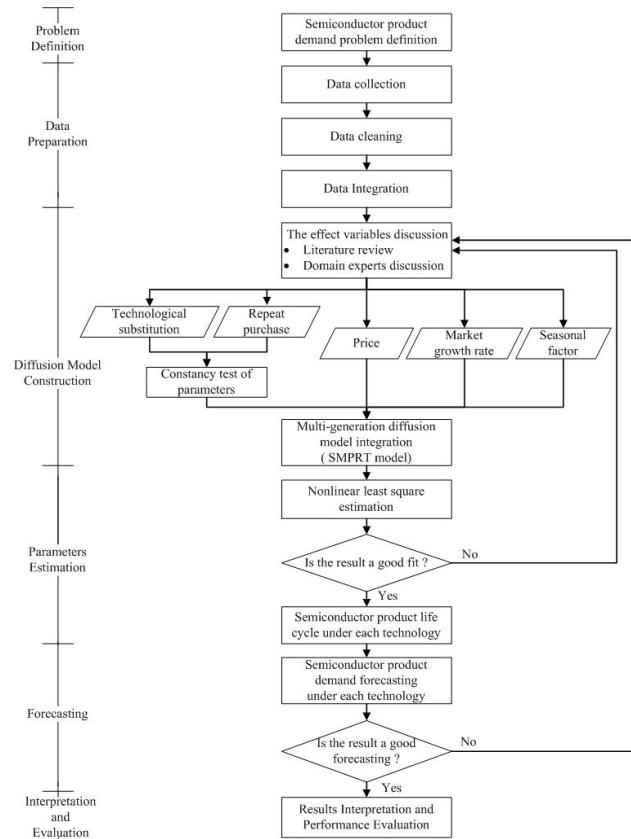 Problem
Definition
Semiconductor product
demand problem definition
Data
Preparation
Data collection
Data cleaning
Data Integration
Diffusion Model
Construction
The effect variables discussion
• Literature review
• Domain experts discussion
Technological
substitution
Repeat
purchase
Price
Market
growth rate
Seasonal
factor
Constancy test of
parameters
Multi-generation diffusion
model integration
( SMPRT model)
Parameters
Estimation
Nonlinear least square
estimation
Is the result a good fit ?
No
Yes
Semiconductor product life
cycle under each technology
Forecasting
Semiconductor product
demand forecasting
under each technology
Is the result a good
forecasting ?
No
Yes
Interpretation
and
Evaluation
Results Interpretation and
Performance Evaluation